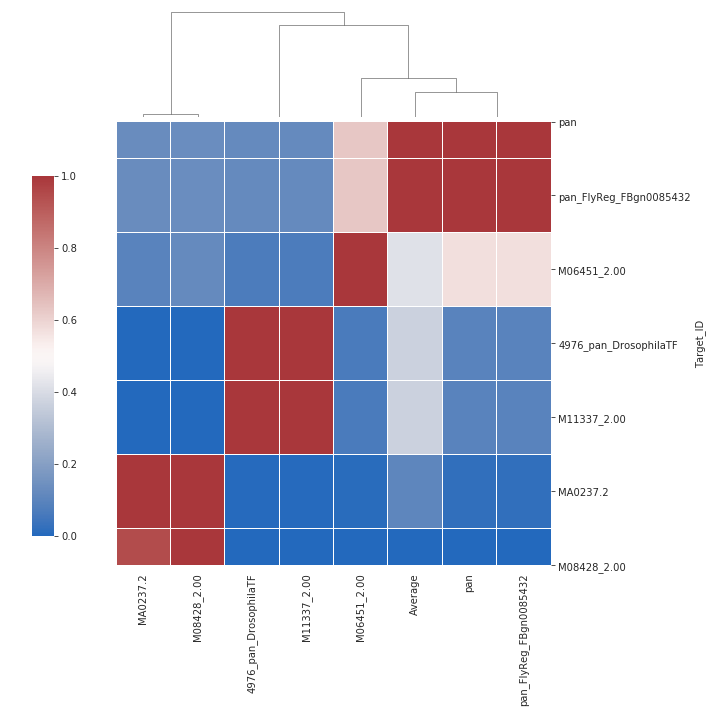 pan
pan_FlyReg_FBgn0085432
M06451_2.00
4976_pan_DrosophilaTF
M11337_2.00
MA0237.2
M08428_2.00
Target_ID
1.0
0.8
0.6
0.4
0.2
0.0
MA0237.2
M08428_2.00
4976_pan_DrosophilaTF
M11337_2.00
M06451_2.00
Average
pan
pan_FlyReg_FBgn0085432